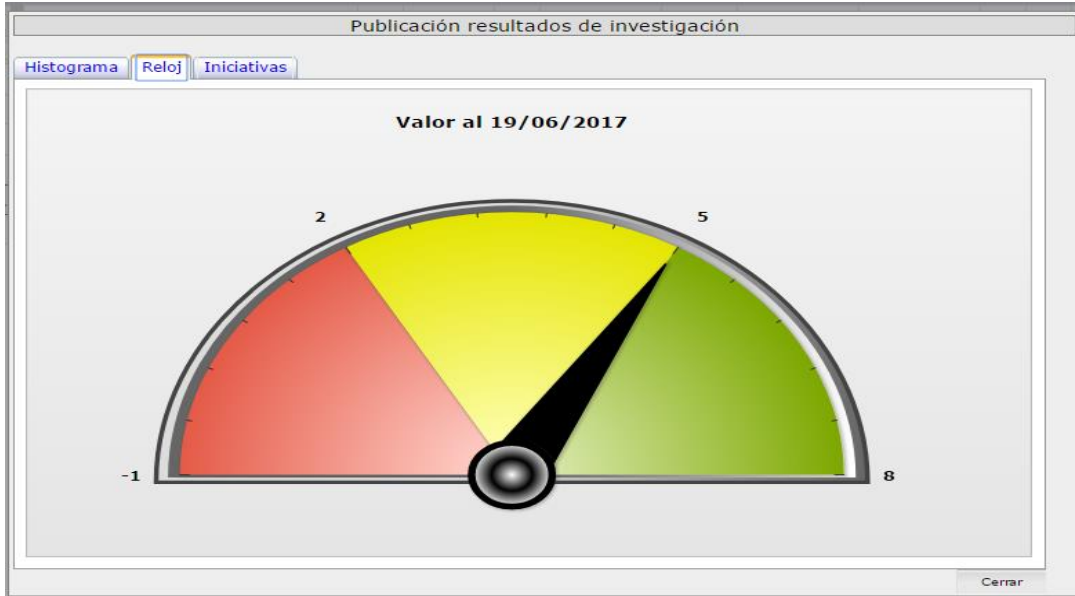 Publicación resultados de investigación
Histograma Reloj Iniciativas
Valor al 19/06/2017
2 5
-1 8
Cerrar